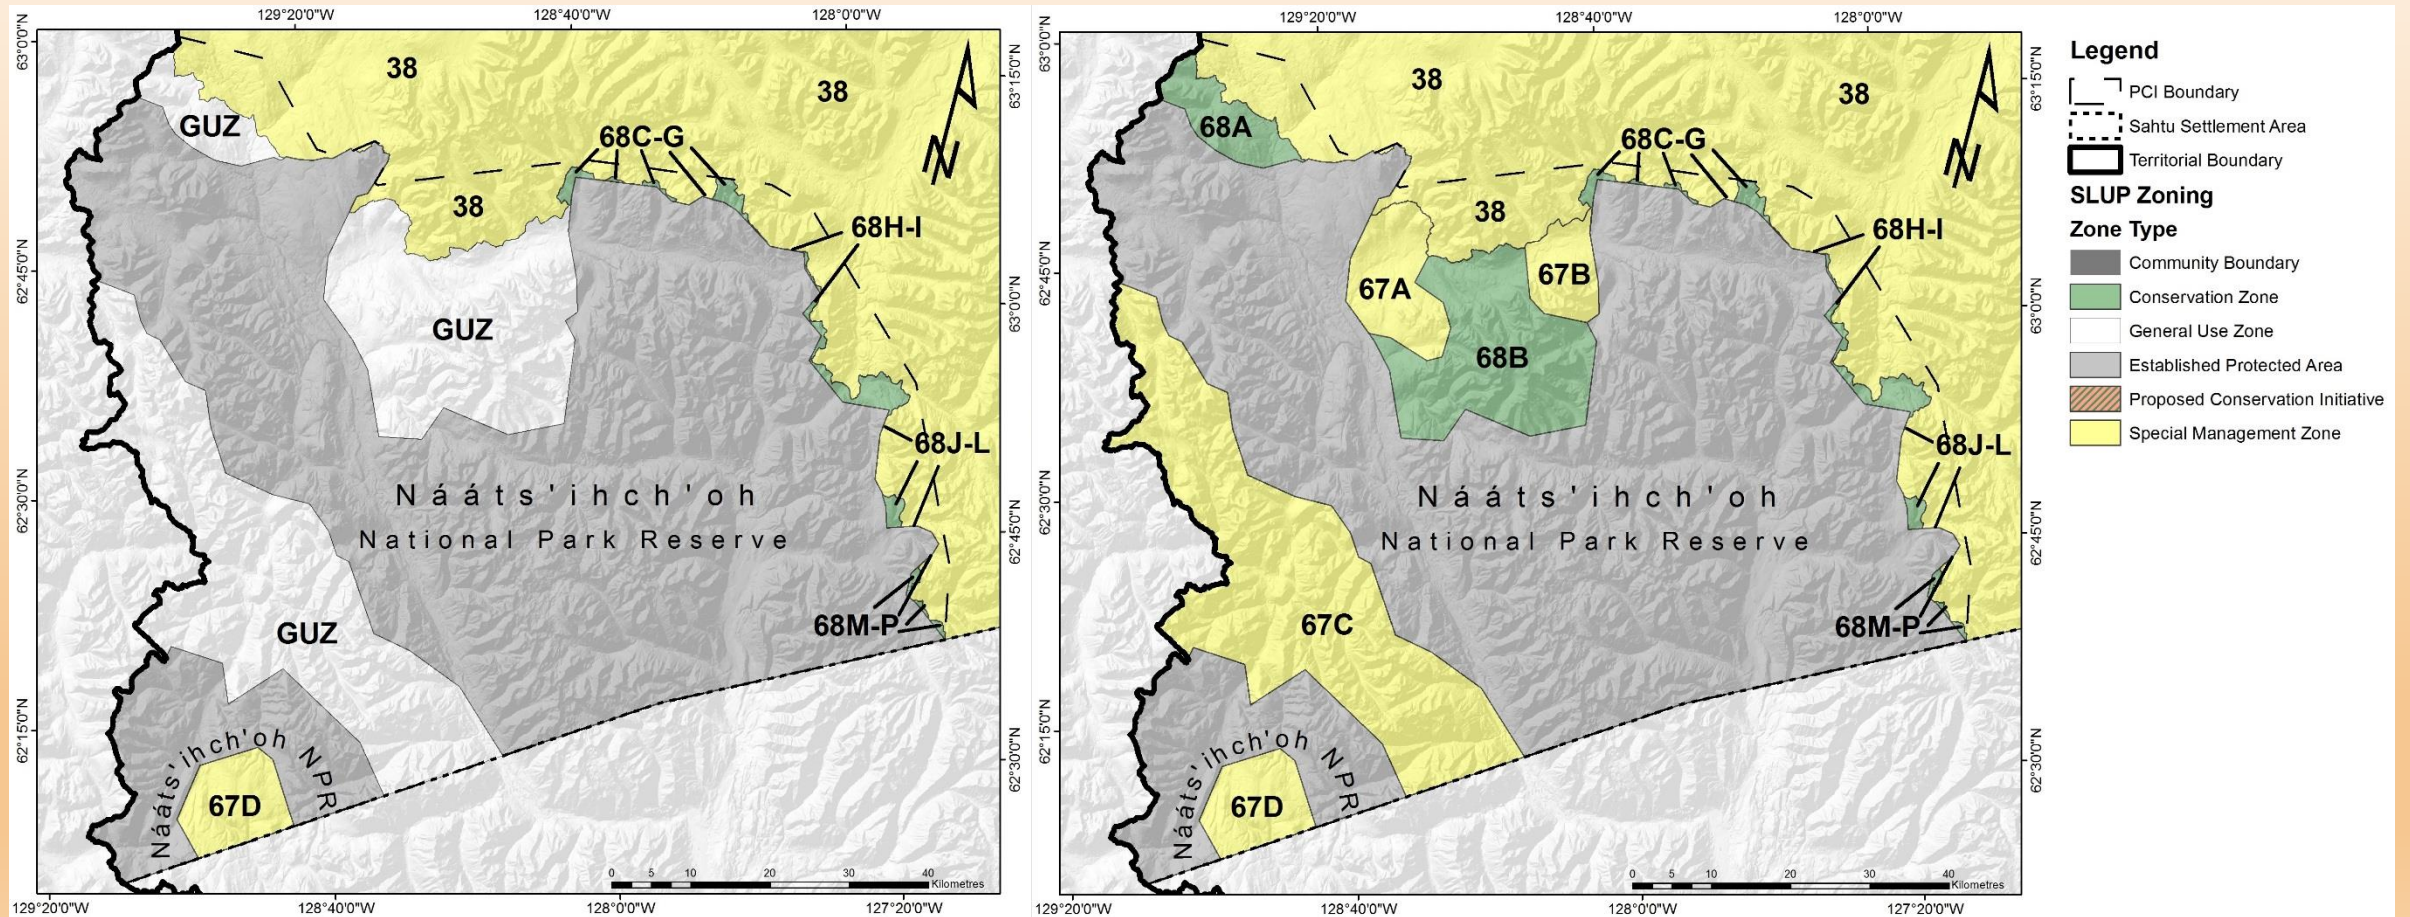 129°20'0"W
128°40'0"W
128°0'0"W
63°0'0"N
62°45'0"N
62°30'0"N
62°15'0"N
63°15'0"N
63°0'0"N
62°45'0"N
62°30'0"N
38
38
GUZ
68C-G
38
68H-I
GUZ
68J-L
Nááts'ihch'oh
National Park Reserve
GUZ
68M-P
Nááts'ihch'oh NPR
67D
0 5 10 20 30 40
Kilometres
129°20'0"W
128°40'0"W
128°0'0"W
127°20'0"W
129°20'0"W
128°40'0"W
128°0'0"W
63°0'0"N
62°45'0"N
62°30'0"N
62°15'0"N
63°15'0"N
63°0'0"N
62°45'0"N
62°30'0"N
38
38
68A
68C-G
38
68H-I
67A
67B
68B
68J-L
Nááts'ihch'oh
National Park Reserve
67C
68M-P
Nááts'ihch'oh NPR
67D
0 5 10 20 30 40
Kilometres
129°20'0"W
128°40'0"W
128°0'0"W
127°20'0"W
Legend
PCI Boundary
Sahtu Settlement Area
Territorial Boundary
SLUP Zoning
Zone Type
Community Boundary
Conservation Zone
General Use Zone
Established Protected Area
Proposed Conservation Initiative
Special Management Zone